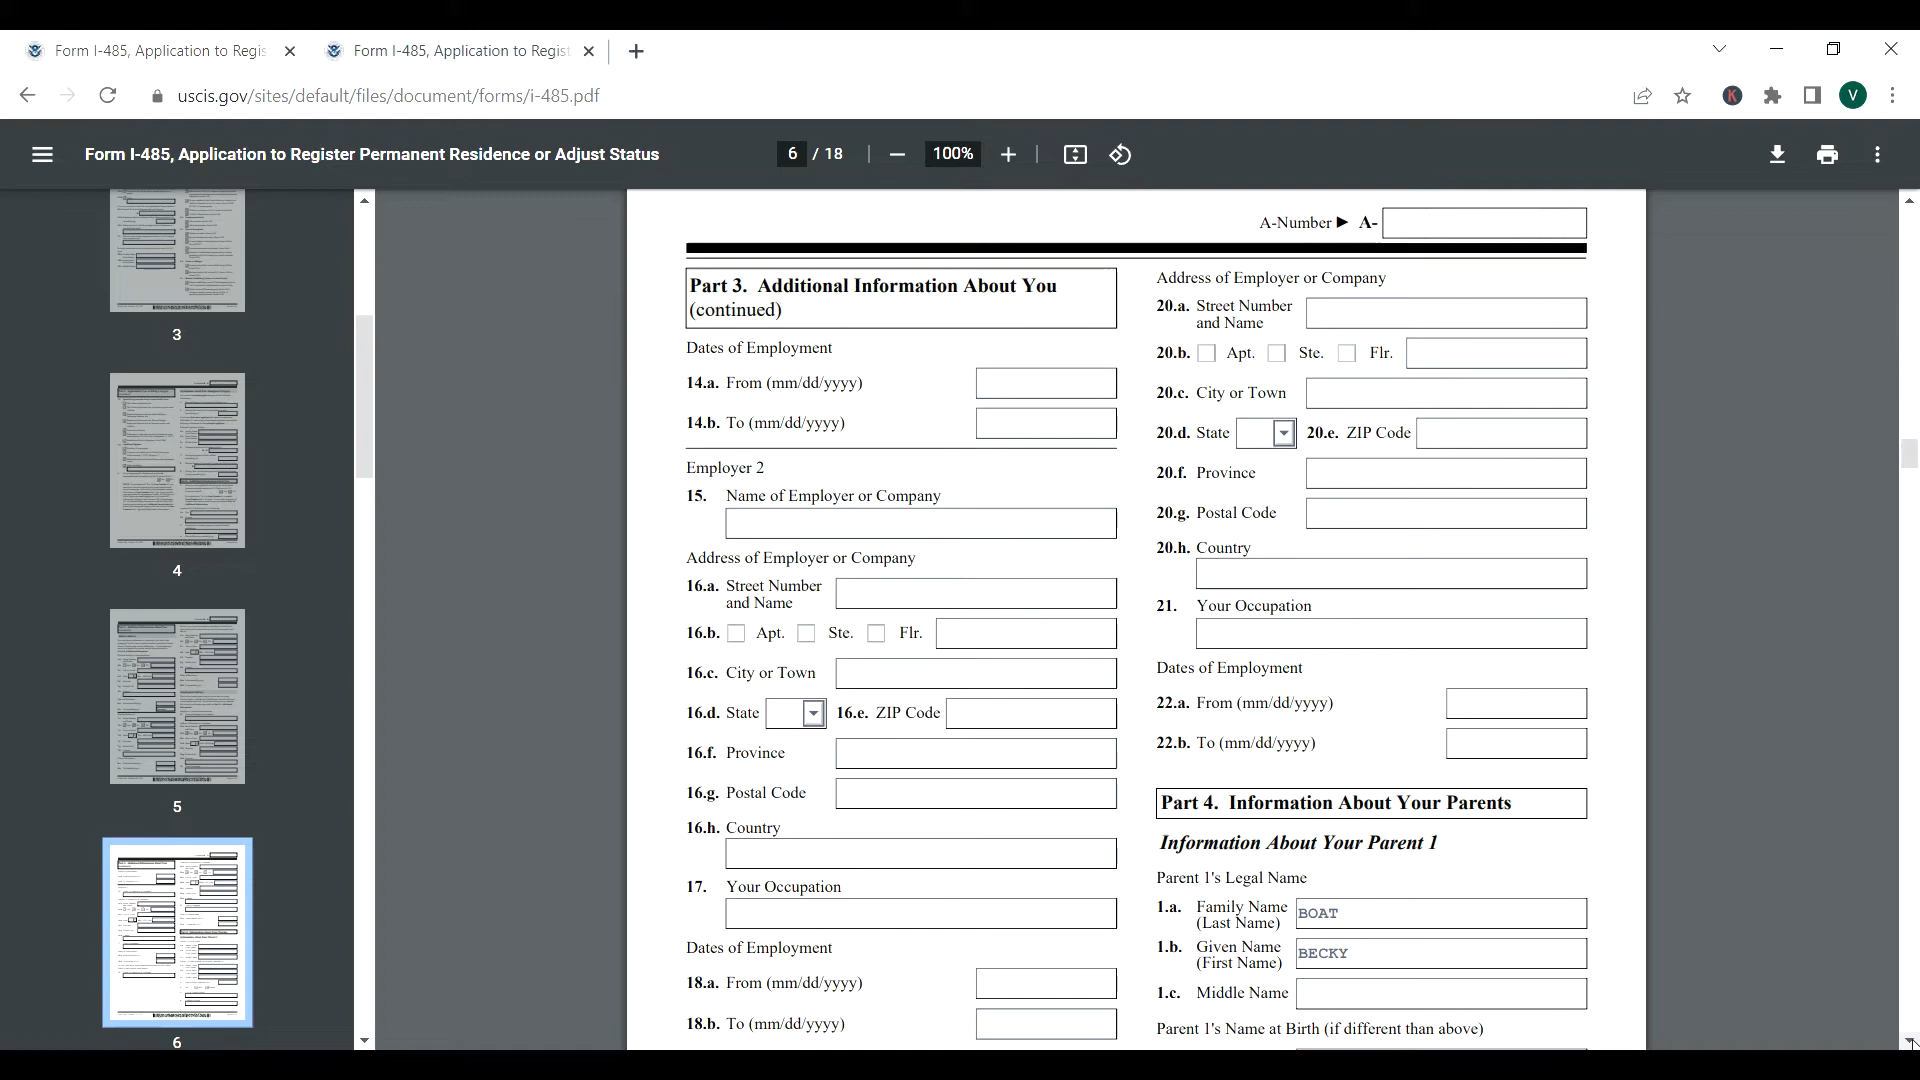 Form I-485, Application to Regis
Form I-485, Application to Regist
uscis.gov/sites/default/files/document/forms/i-485.pdf
K
V
Form I-485, Application to Register Permanent Residence or Adjust Status
6 / 18
100%
3
4
5
6
A-Number ► A-
Part 3. Additional Information About You
(continued)
Dates of Employment
14.a. From (mm/dd/yyyy)
14.b. To (mm/dd/yyyy)
Employer 2
15. Name of Employer or Company
Address of Employer or Company
16.a. Street Number
and Name
16.b. Apt. Ste. Flr.
16.c. City or Town
16.d. State 16.e. ZIP Code
16.f. Province
16.g. Postal Code
16.h. Country
17. Your Occupation
Dates of Employment
18.a. From (mm/dd/yyyy)
18.b. To (mm/dd/yyyy)
Address of Employer or Company
20.a. Street Number
and Name
20.b. Apt. Ste. Flr.
20.c. City or Town
20.d. State 20.e. ZIP Code
20.f. Province
20.g. Postal Code
20.h. Country
21. Your Occupation
Dates of Employment
22.a. From (mm/dd/yyyy)
22.b. To (mm/dd/yyyy)
Part 4. Information About Your Parents
Information About Your Parent 1
Parent 1's Legal Name
1.a. Family Name
(Last Name)
BOAT
1.b. Given Name
(First Name)
BECKY
1.c. Middle Name
Parent 1's Name at Birth (if different than above)